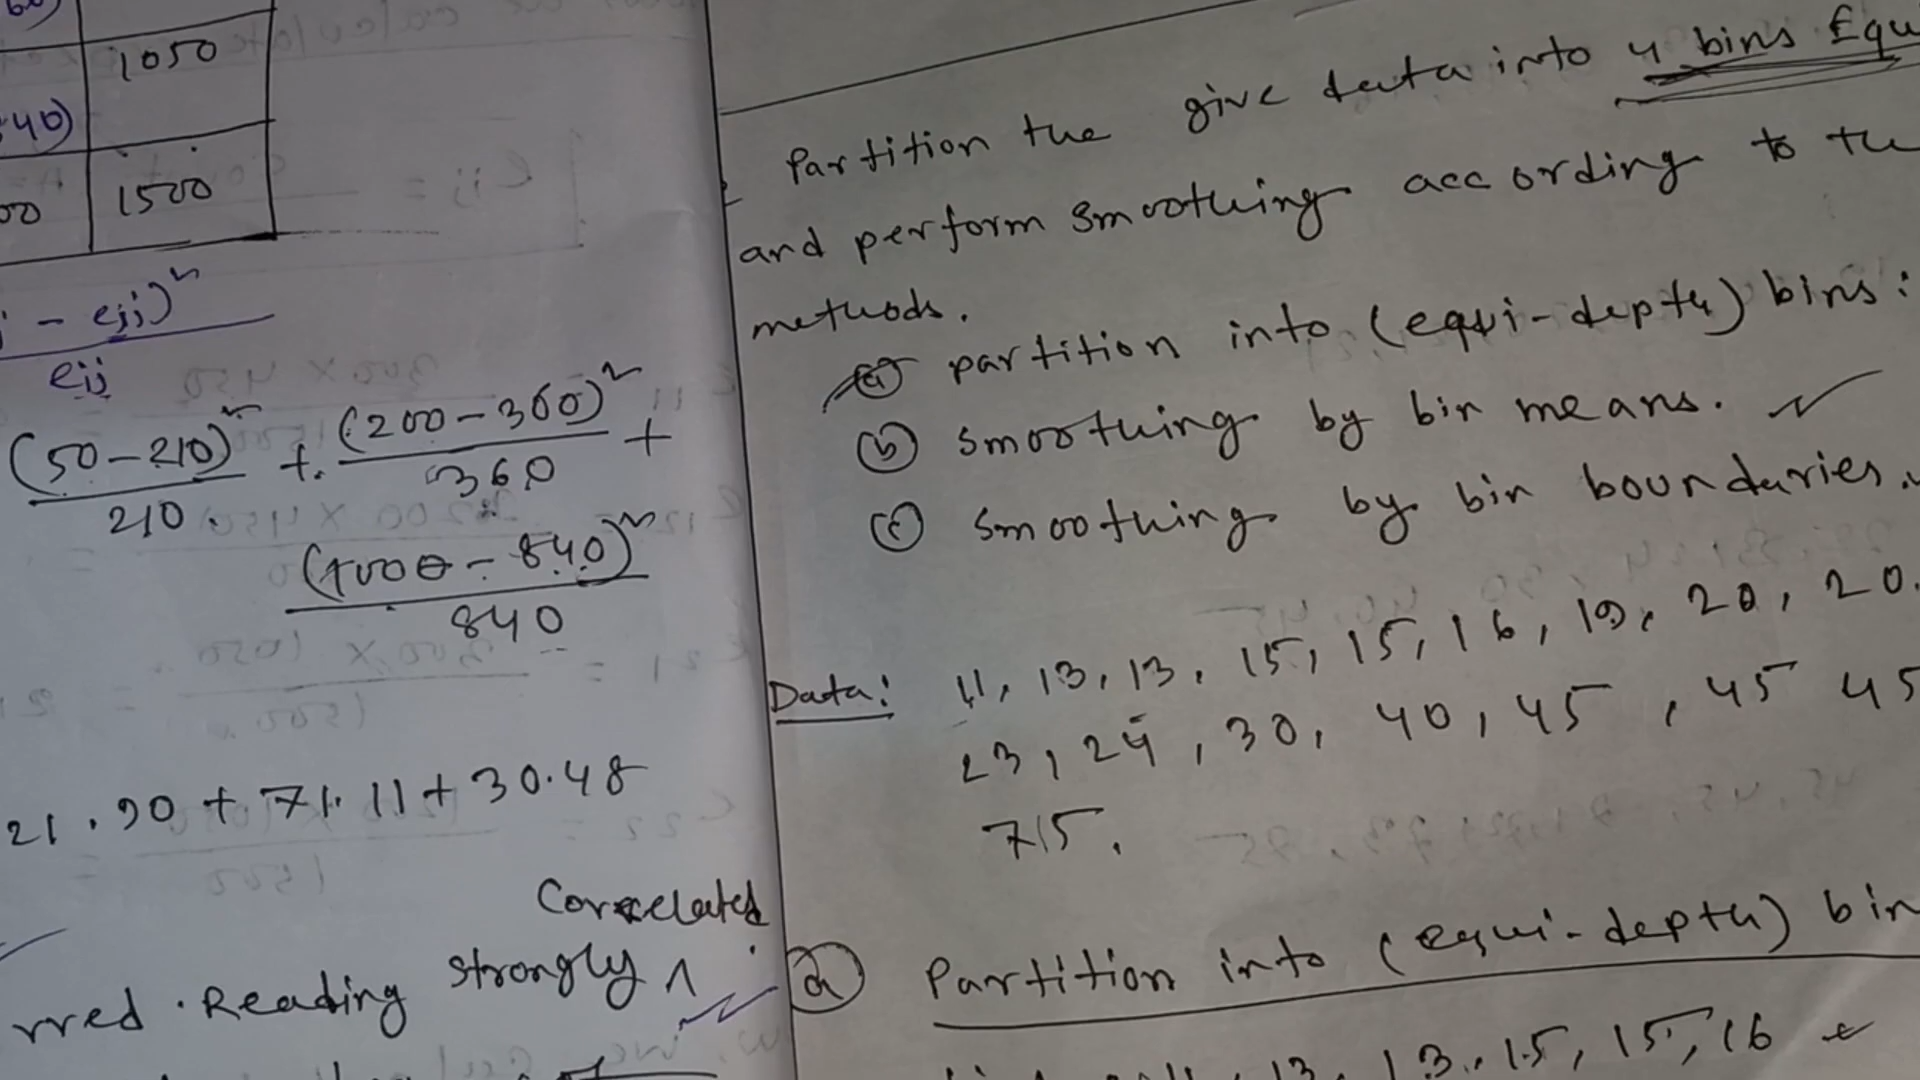 1050
40)
00 1500
- eij)²
eij
(50-210)² + (200-360)² +
210 360
(1000 - 840)²
840
21.90 + 71.11 + 30.48
Correlated
rred. Reading strongly ^
Partition the give data into 4 bins Equ
and perform smoothing according to the
methods.
(a) partition into (equi-depth) bins:
(b) smoothing by bin means.
(c) smoothing by bin boundaries.
Data: 11, 13, 13, 15, 15, 16, 19, 20, 20.
23, 24, 30, 40, 45, 45 45
715.
(a) Partition into (equi-depth) bin
11, 13, 13, 15, 15, 16